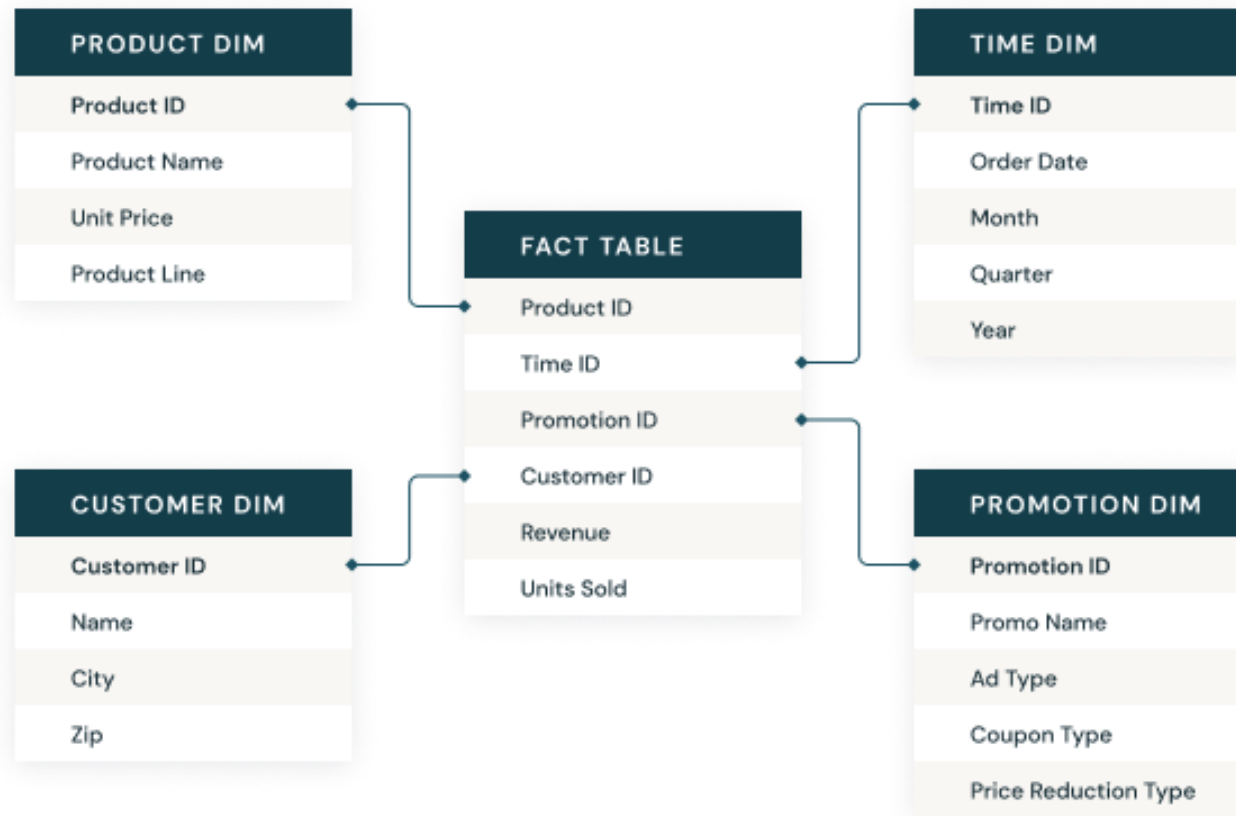 PRODUCT DIM
Product ID
Product Name
Unit Price
Product Line
TIME DIM
Time ID
Order Date
Month
Quarter
Year
FACT TABLE
Product ID
Time ID
Promotion ID
Customer ID
Revenue
Units Sold
CUSTOMER DIM
Customer ID
Name
City
Zip
PROMOTION DIM
Promotion ID
Promo Name
Ad Type
Coupon Type
Price Reduction Type